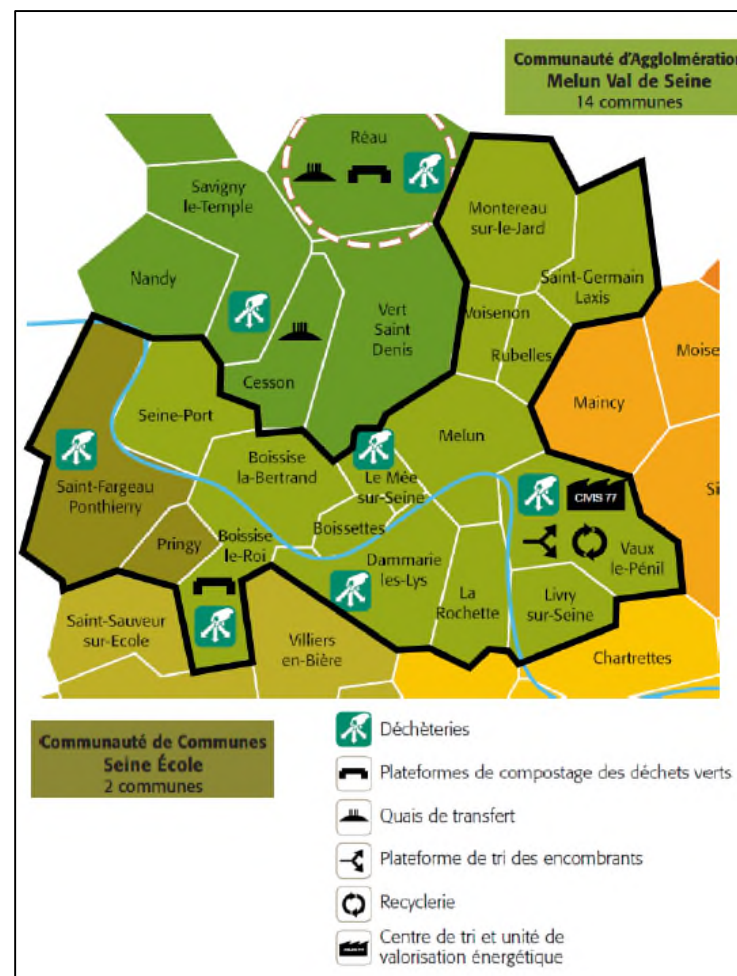 Communauté d'Agglolmération
Melun Val de Seine
14 communes
Réau
Savigny
le-Temple
Montereau
sur-le-Jard
Nandy
Saint-Germain
Laxis
Vert
Saint
Denis
Voisenon
Rubelles
Moise
Cesson
Maincy
Seine-Port
Melun
Boissise
la-Bertrand
Le Mée
sur-Seine
Saint-Fargeau
Ponthierry
CIVIS 77
Si
Pringy
Boissise
le-Roi
Boissettes
Vaux
le-Pénil
Dammarie
les-Lys
La
Rochette
Livry
sur-Seine
Saint-Sauveur
sur-Ecole
Villiers
en-Bière
Chartrettes
Communauté de Communes
Seine École
2 communes
Déchèteries
Plateformes de compostage des déchets verts
Quais de transfert
Plateforme de tri des encombrants
Recyclerie
Centre de tri et unité de
valorisation énergétique